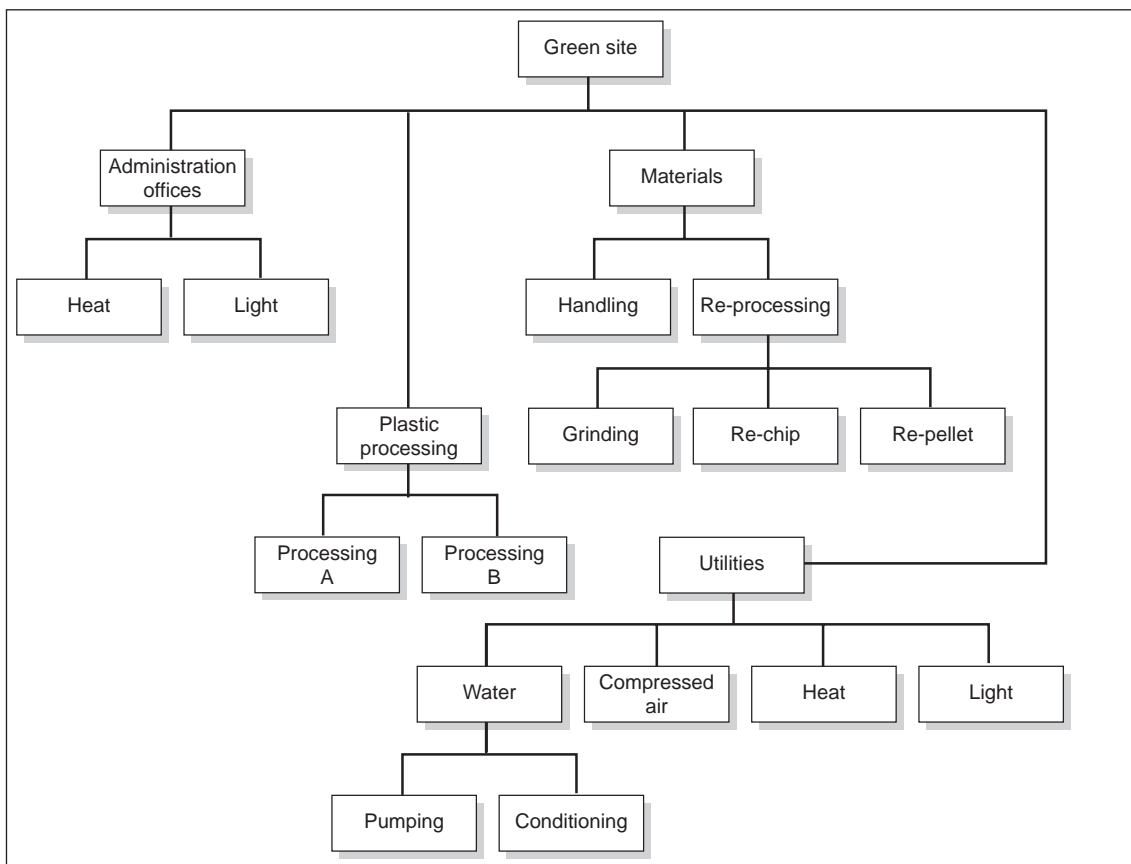 Green site
Administration
offices
Materials
Heat
Light
Handling
Re-processing
Plastic
processing
Grinding
Re-chip
Re-pellet
Processing
A
Processing
B
Utilities
Water
Compressed
air
Heat
Light
Pumping
Conditioning